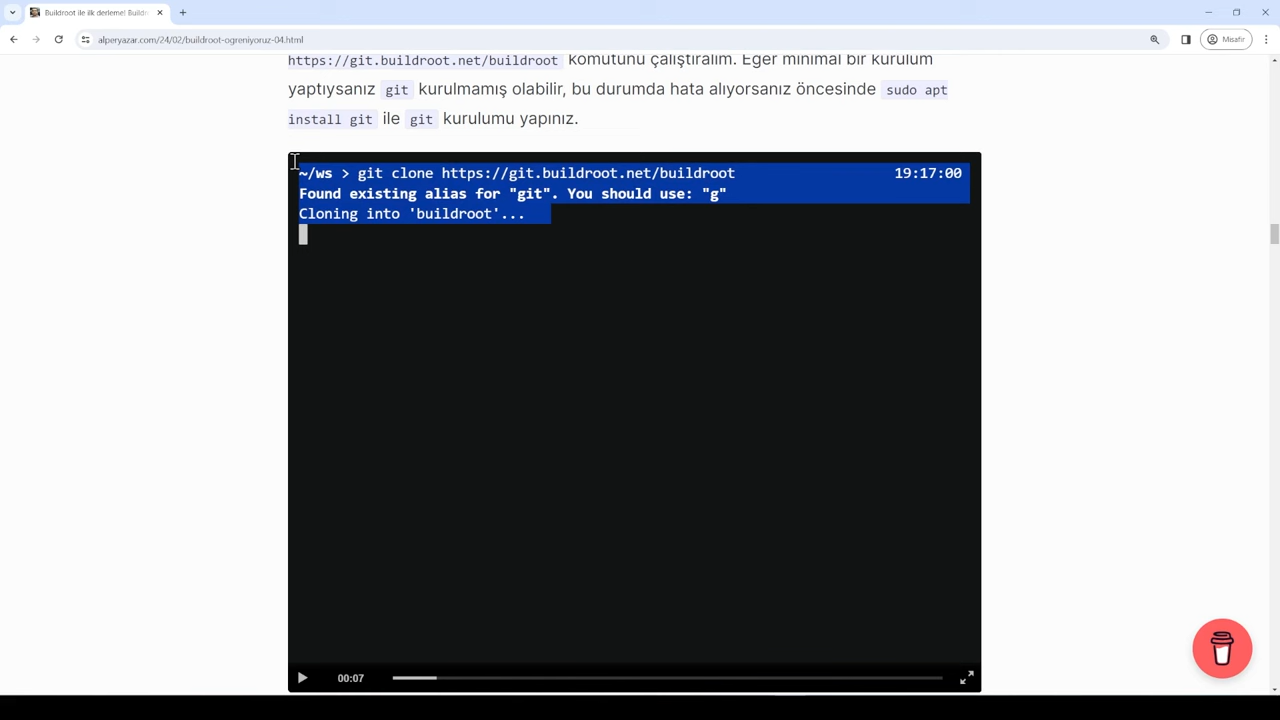 Buildroot ile ilk derleme! Buildr
alperyazar.com/24/02/buildroot-ogreniyoruz-04.html
Misafir
https://git.buildroot.net/buildroot komutunu çalıştıralım. Eğer minimal bir kurulum
yaptıysanız git kurulmamış olabilir, bu durumda hata alıyorsanız öncesinde sudo apt
install git ile git kurulumu yapınız.
~/ws > git clone https://git.buildroot.net/buildroot 19:17:00
Found existing alias for "git". You should use: "g"
Cloning into 'buildroot'...
00:07